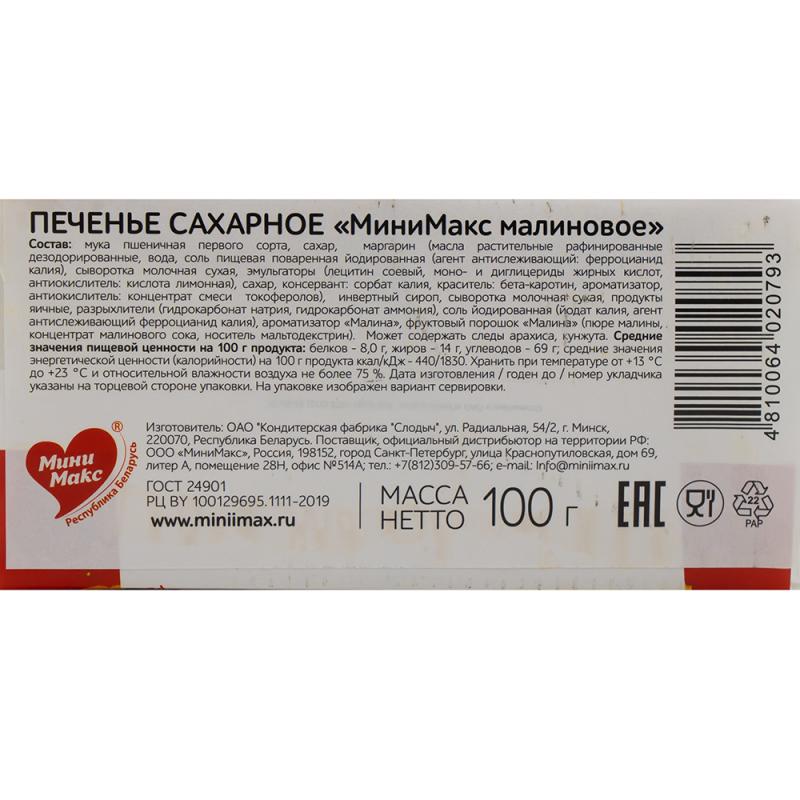 ПЕЧЕНЬЕ САХАРНОЕ «МиниМакс малиновое»
Состав: мука пшеничная первого сорта, сахар, маргарин (масла растительные рафинированные
дезодорированные, вода, соль пищевая поваренная йодированная (агент антислеживающий: ферроцианид
калия), сыворотка молочная сухая, эмульгаторы (лецитин соевый, моно- и диглицериды жирных кислот,
антиокислитель: кислота лимонная), сахар, консервант: сорбат калия, краситель: бета-каротин, ароматизатор,
антиокислитель: концентрат смеси токоферолов), инвертный сироп, сыворотка молочная сухая, продукты
яичные, разрыхлители (гидрокарбонат натрия, гидрокарбонат аммония), соль йодированная (йодат калия, агент
антислеживающий ферроцианид калия), ароматизатор «Малина», фруктовый порошок «Малина» (пюре малины,
концентрат малинового сока, носитель мальтодекстрин). Может содержать следы арахиса, кунжута. Средние
значения пищевой ценности на 100 г продукта: белков - 8,0 г, жиров - 14 г, углеводов - 69 г; средние значения
энергетической ценности (калорийности) на 100 г продукта ккал/кДж - 440/1830. Хранить при температуре от +13 °С
до +23 °С и относительной влажности воздуха не более 75 %. Дата изготовления / годен до / номер укладчика
указаны на торцевой стороне упаковки. На упаковке изображен вариант сервировки.
4 810064 020793
Мини
Макс
®
Республика Беларусь
Изготовитель: ОАО "Кондитерская фабрика "Слодыч", ул. Радиальная, 54/2, г. Минск,
220070, Республика Беларусь. Поставщик, официальный дистрибьютор на территории РФ:
ООО «МиниМакс», Россия, 198152, город Санкт-Петербург, улица Краснопутиловская, дом 69,
литер А, помещение 28Н, офис №514А; тел.: +7(812)309-57-66; e-mail.: Info@miniimax.ru
ГОСТ 24901
РЦ BY 100129695.1111-2019
www.miniimax.ru
МАССА
НЕТТО
100 г
ЕАС
22
PAP